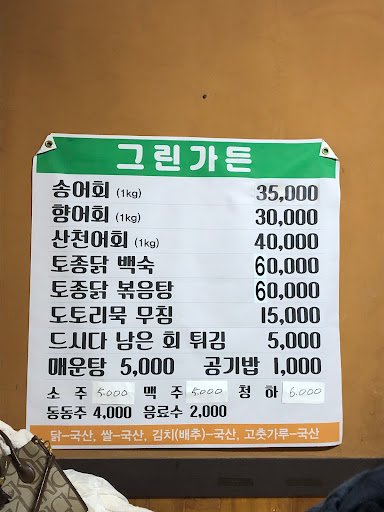 그린가든
송어회 (1kg) 35,000
향어회 (1kg) 30,000
산천어회 (1kg) 40,000
토종닭 백숙 60,000
토종닭 볶음탕 60,000
도토리묵 무침 15,000
드시다 남은 회 튀김 5,000
매운탕 5,000 공기밥 1,000
소주 5.000 맥주 5.000 청하 6.000
동동주 4,000 음료수 2,000
닭-국산, 쌀-국산, 김치(배추)-국산, 고춧가루-국산